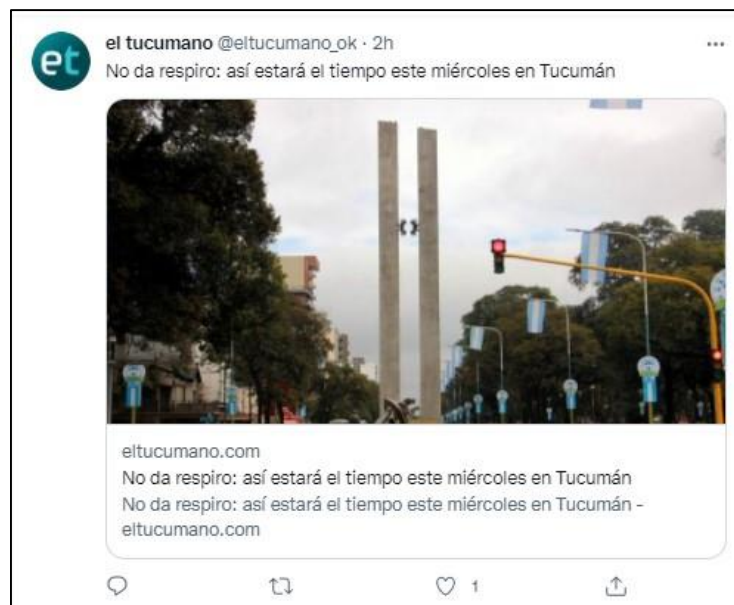 et
el tucumano @eltucumano_ok · 2h
No da respiro: así estará el tiempo este miércoles en Tucumán
eltucumano.com
No da respiro: así estará el tiempo este miércoles en Tucumán
No da respiro: así estará el tiempo este miércoles en Tucumán -
eltucumano.com
1